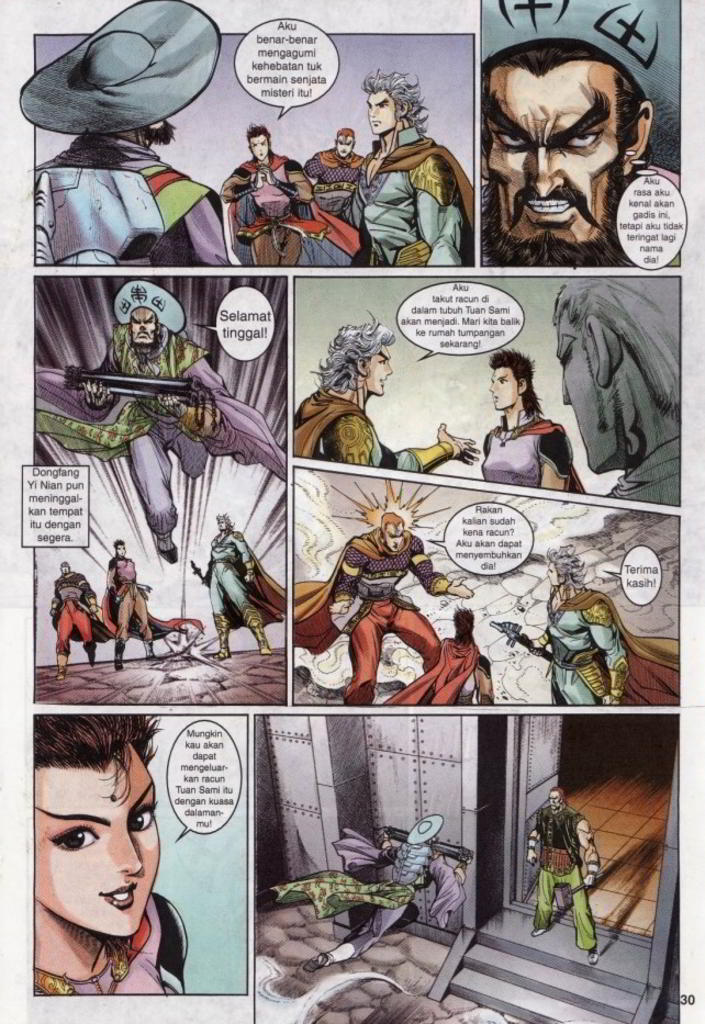 Aku
benar-benar
mengagumi
kehebatan tuk
bermain senjata
misteri itu!
Aku
rasa aku
kenal akan
gadis ini,
tetapi aku tidak
teringat lagi
nama
dia!
Selamat
tinggal!
Dongfang
Yi Nian pun
meninggal-
kan tempat
itu dengan
segera.
Aku
takut racun di
dalam tubuh Tuan Sami
akan menjadi. Mari kita balik
ke rumah tumpangan
sekarang!
Rakan
kalian sudah
kena racun?
Aku dapat
menyembuhkan
dia!
Terima
kasih!
Mungkin
kau akan
dapat
mengeluar-
kan racun
Tuan Sami itu
dengan kuasa
dalaman-
mu!
30